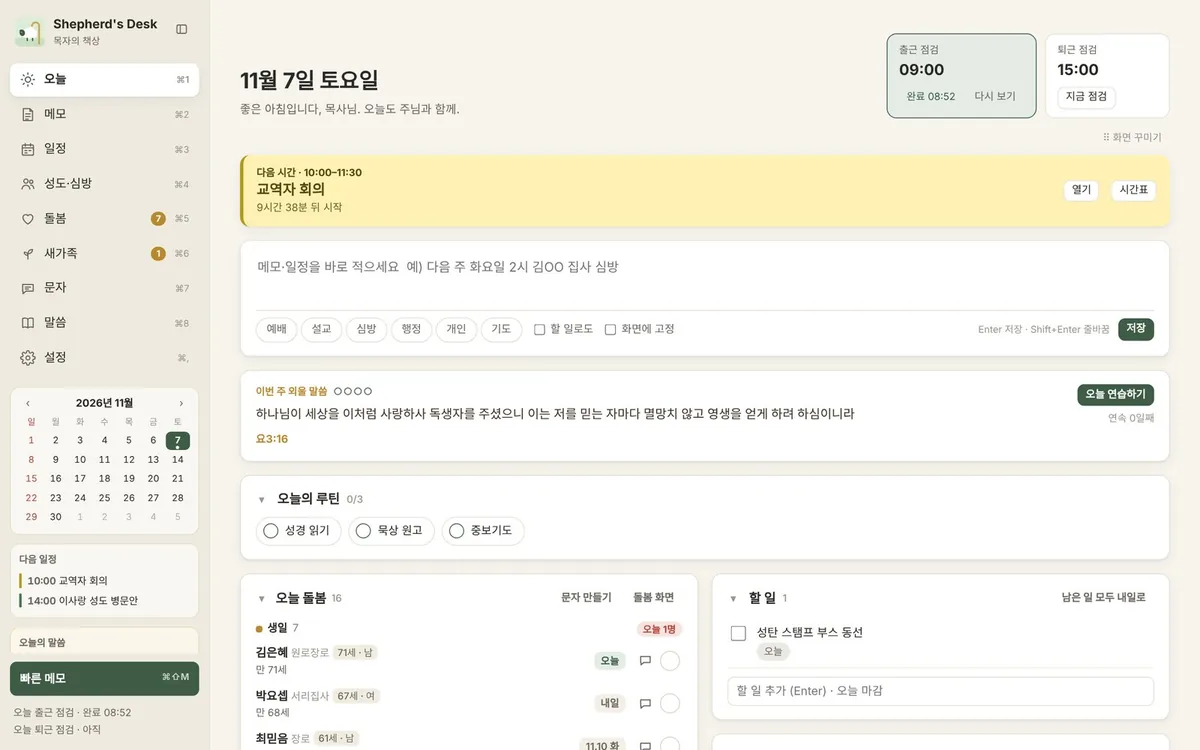 Shepherd's Desk
목자의 책상
오늘 ⌘1
메모 ⌘2
일정 ⌘3
성도·심방 ⌘4
돌봄 7 ⌘5
새가족 1 ⌘6
문자 ⌘7
말씀 ⌘8
설정 ⌘,
‹ 2026년 11월 ›
일 월 화 수 목 금 토
1 2 3 4 5 6 7
8 9 10 11 12 13 14
15 16 17 18 19 20 21
22 23 24 25 26 27 28
29 30 1 2 3 4 5
다음 일정
10:00 교역자 회의
14:00 이사랑 성도 병문안
오늘의 말씀
빠른 메모 ⌘⇧M
오늘 출근 점검 · 완료 08:52
오늘 퇴근 점검 · 아직
11월 7일 토요일
좋은 아침입니다, 목사님. 오늘도 주님과 함께.
출근 점검
09:00
완료 08:52 다시 보기
퇴근 점검
15:00
지금 점검
⠿ 화면 꾸미기
다음 시간 · 10:00–11:30
교역자 회의
9시간 38분 뒤 시작
열기 시간표
메모·일정을 바로 적으세요 예) 다음 주 화요일 2시 김OO 집사 심방
예배 설교 심방 행정 개인 기도 할 일로도 화면에 고정 Enter 저장 · Shift+Enter 줄바꿈 저장
이번 주 외울 말씀 ○○○○
하나님이 세상을 이처럼 사랑하사 독생자를 주셨으니 이는 저를 믿는 자마다 멸망치 않고 영생을 얻게 하려 하심이니라
요3:16
오늘 연습하기
연속 0일째
▼ 오늘의 루틴 0/3
성경 읽기 묵상 원고 중보기도
▼ 오늘 돌봄 16 문자 만들기 돌봄 화면
생일 7 오늘 1명
김은혜 원로장로 71세 · 남
만 71세
오늘
박요셉 서리집사 67세 · 여
만 68세
내일
최믿음 장로 61세 · 남
11.10 화
▼ 할 일 1 남은 일 모두 내일로
성탄 스탬프 부스 동선
오늘
할 일 추가 (Enter) · 오늘 마감